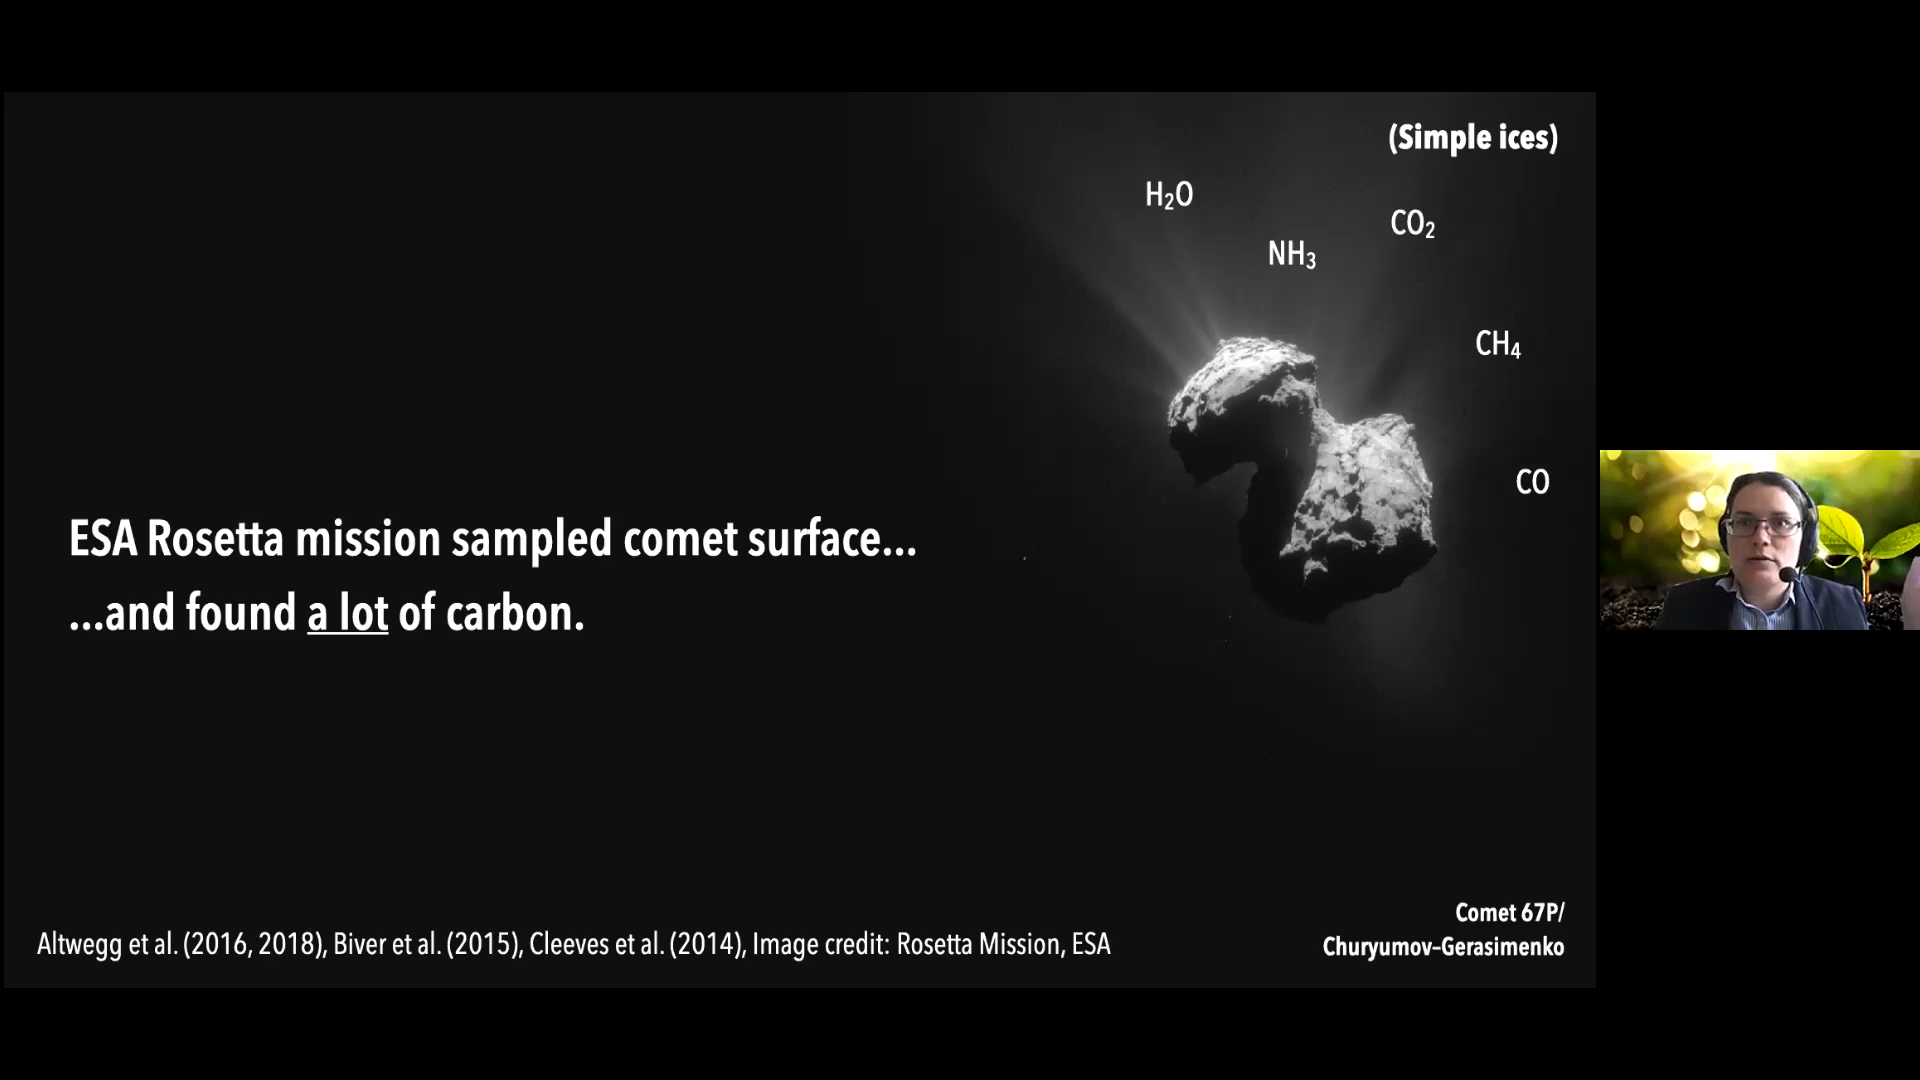 (Simple ices)
H₂O
CO₂
NH₃
CH₄
CO
ESA Rosetta mission sampled comet surface...
...and found a lot of carbon.
Comet 67P/
Churyumov–Gerasimenko
Altwegg et al. (2016, 2018), Biver et al. (2015), Cleeves et al. (2014), Image credit: Rosetta Mission, ESA